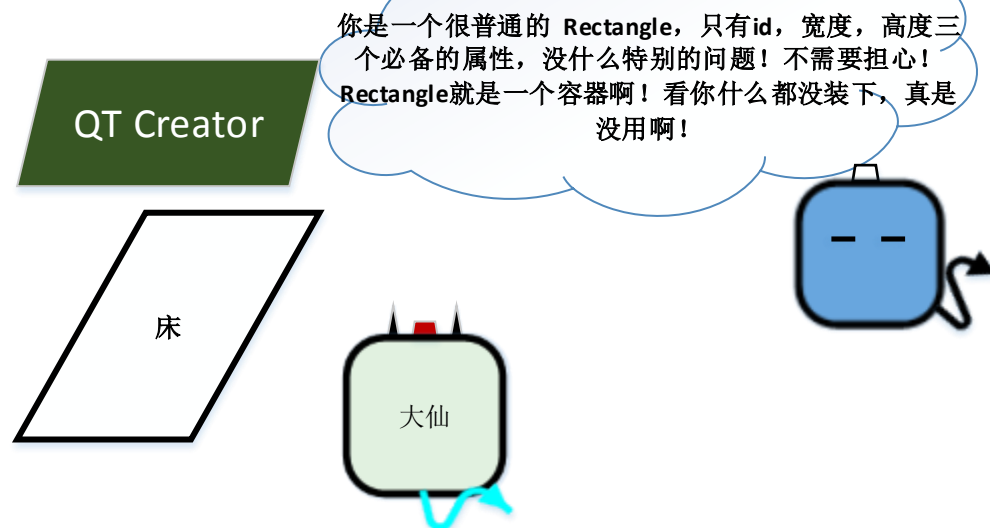 你是一个很普通的 Rectangle，只有id，宽度，高度三
个必备的属性，没什么特别的问题！不需要担心！
Rectangle就是一个容器啊！看你什么都没装下，真是
没用啊！
QT Creator
床
大仙